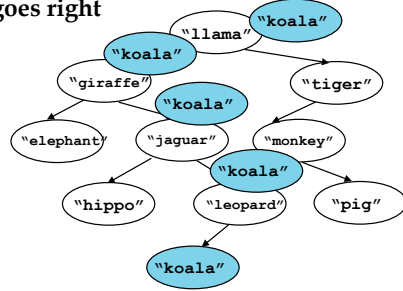 goes right
"koala"
"llama"
"koala"
"giraffe"
"tiger"
"koala"
"elephant"
"jaguar"
"monkey"
"koala"
"hippo"
"leopard"
"pig"
"koala"